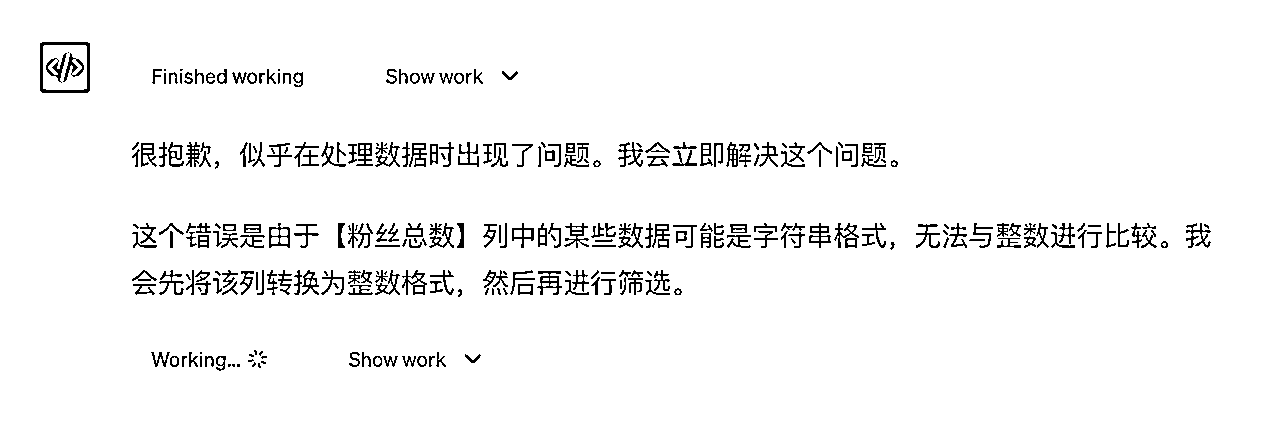 Finished working Show work
很抱歉，似乎在处理数据时出现了问题。我会立即解决这个问题。
这个错误是由于【粉丝总数】列中的某些数据可能是字符串格式，无法与整数进行比较。我
会先将该列转换为整数格式，然后再进行筛选。
Working... Show work